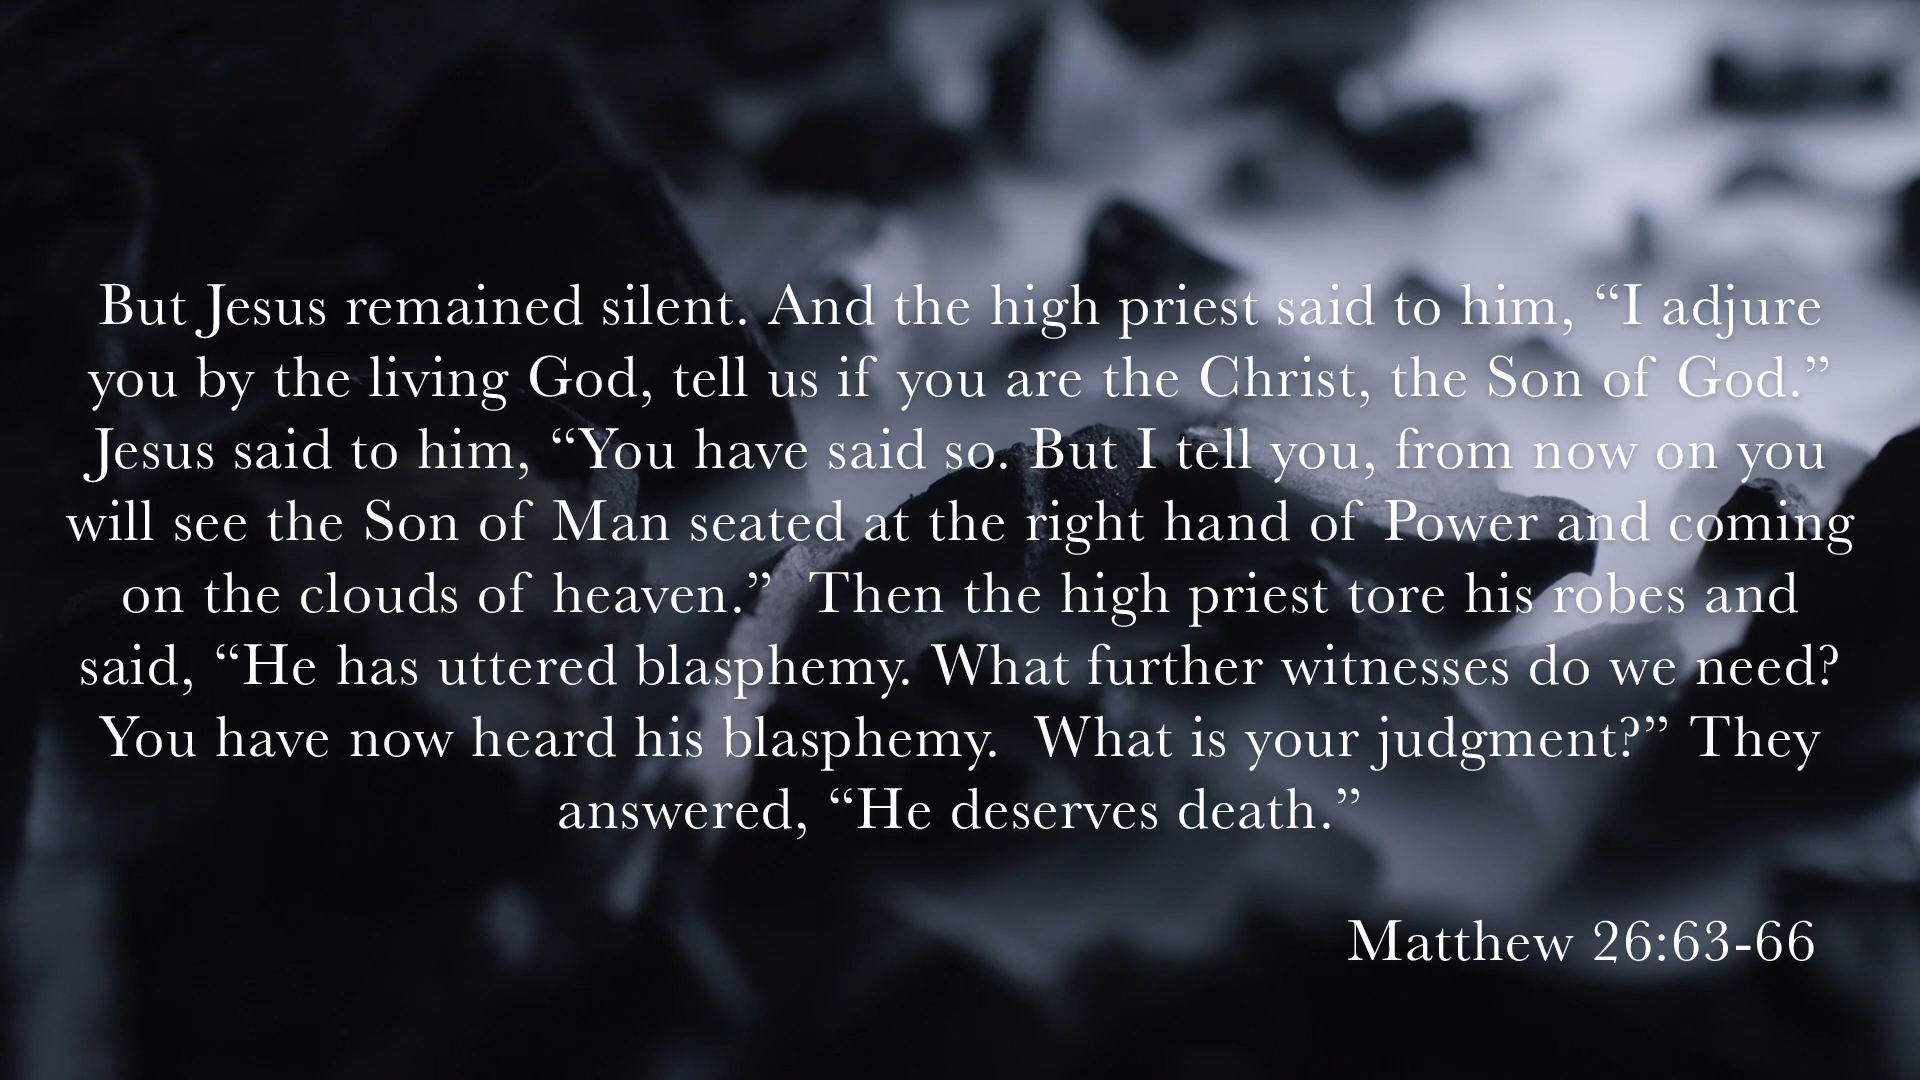 But Jesus remained silent. And the high priest said to him, “I adjure
you by the living God, tell us if you are the Christ, the Son of God.”
Jesus said to him, “You have said so. But I tell you, from now on you
will see the Son of Man seated at the right hand of Power and coming
on the clouds of heaven.”  Then the high priest tore his robes and
said, “He has uttered blasphemy. What further witnesses do we need?
You have now heard his blasphemy.  What is your judgment?” They
answered, “He deserves death.”
Matthew 26:63-66